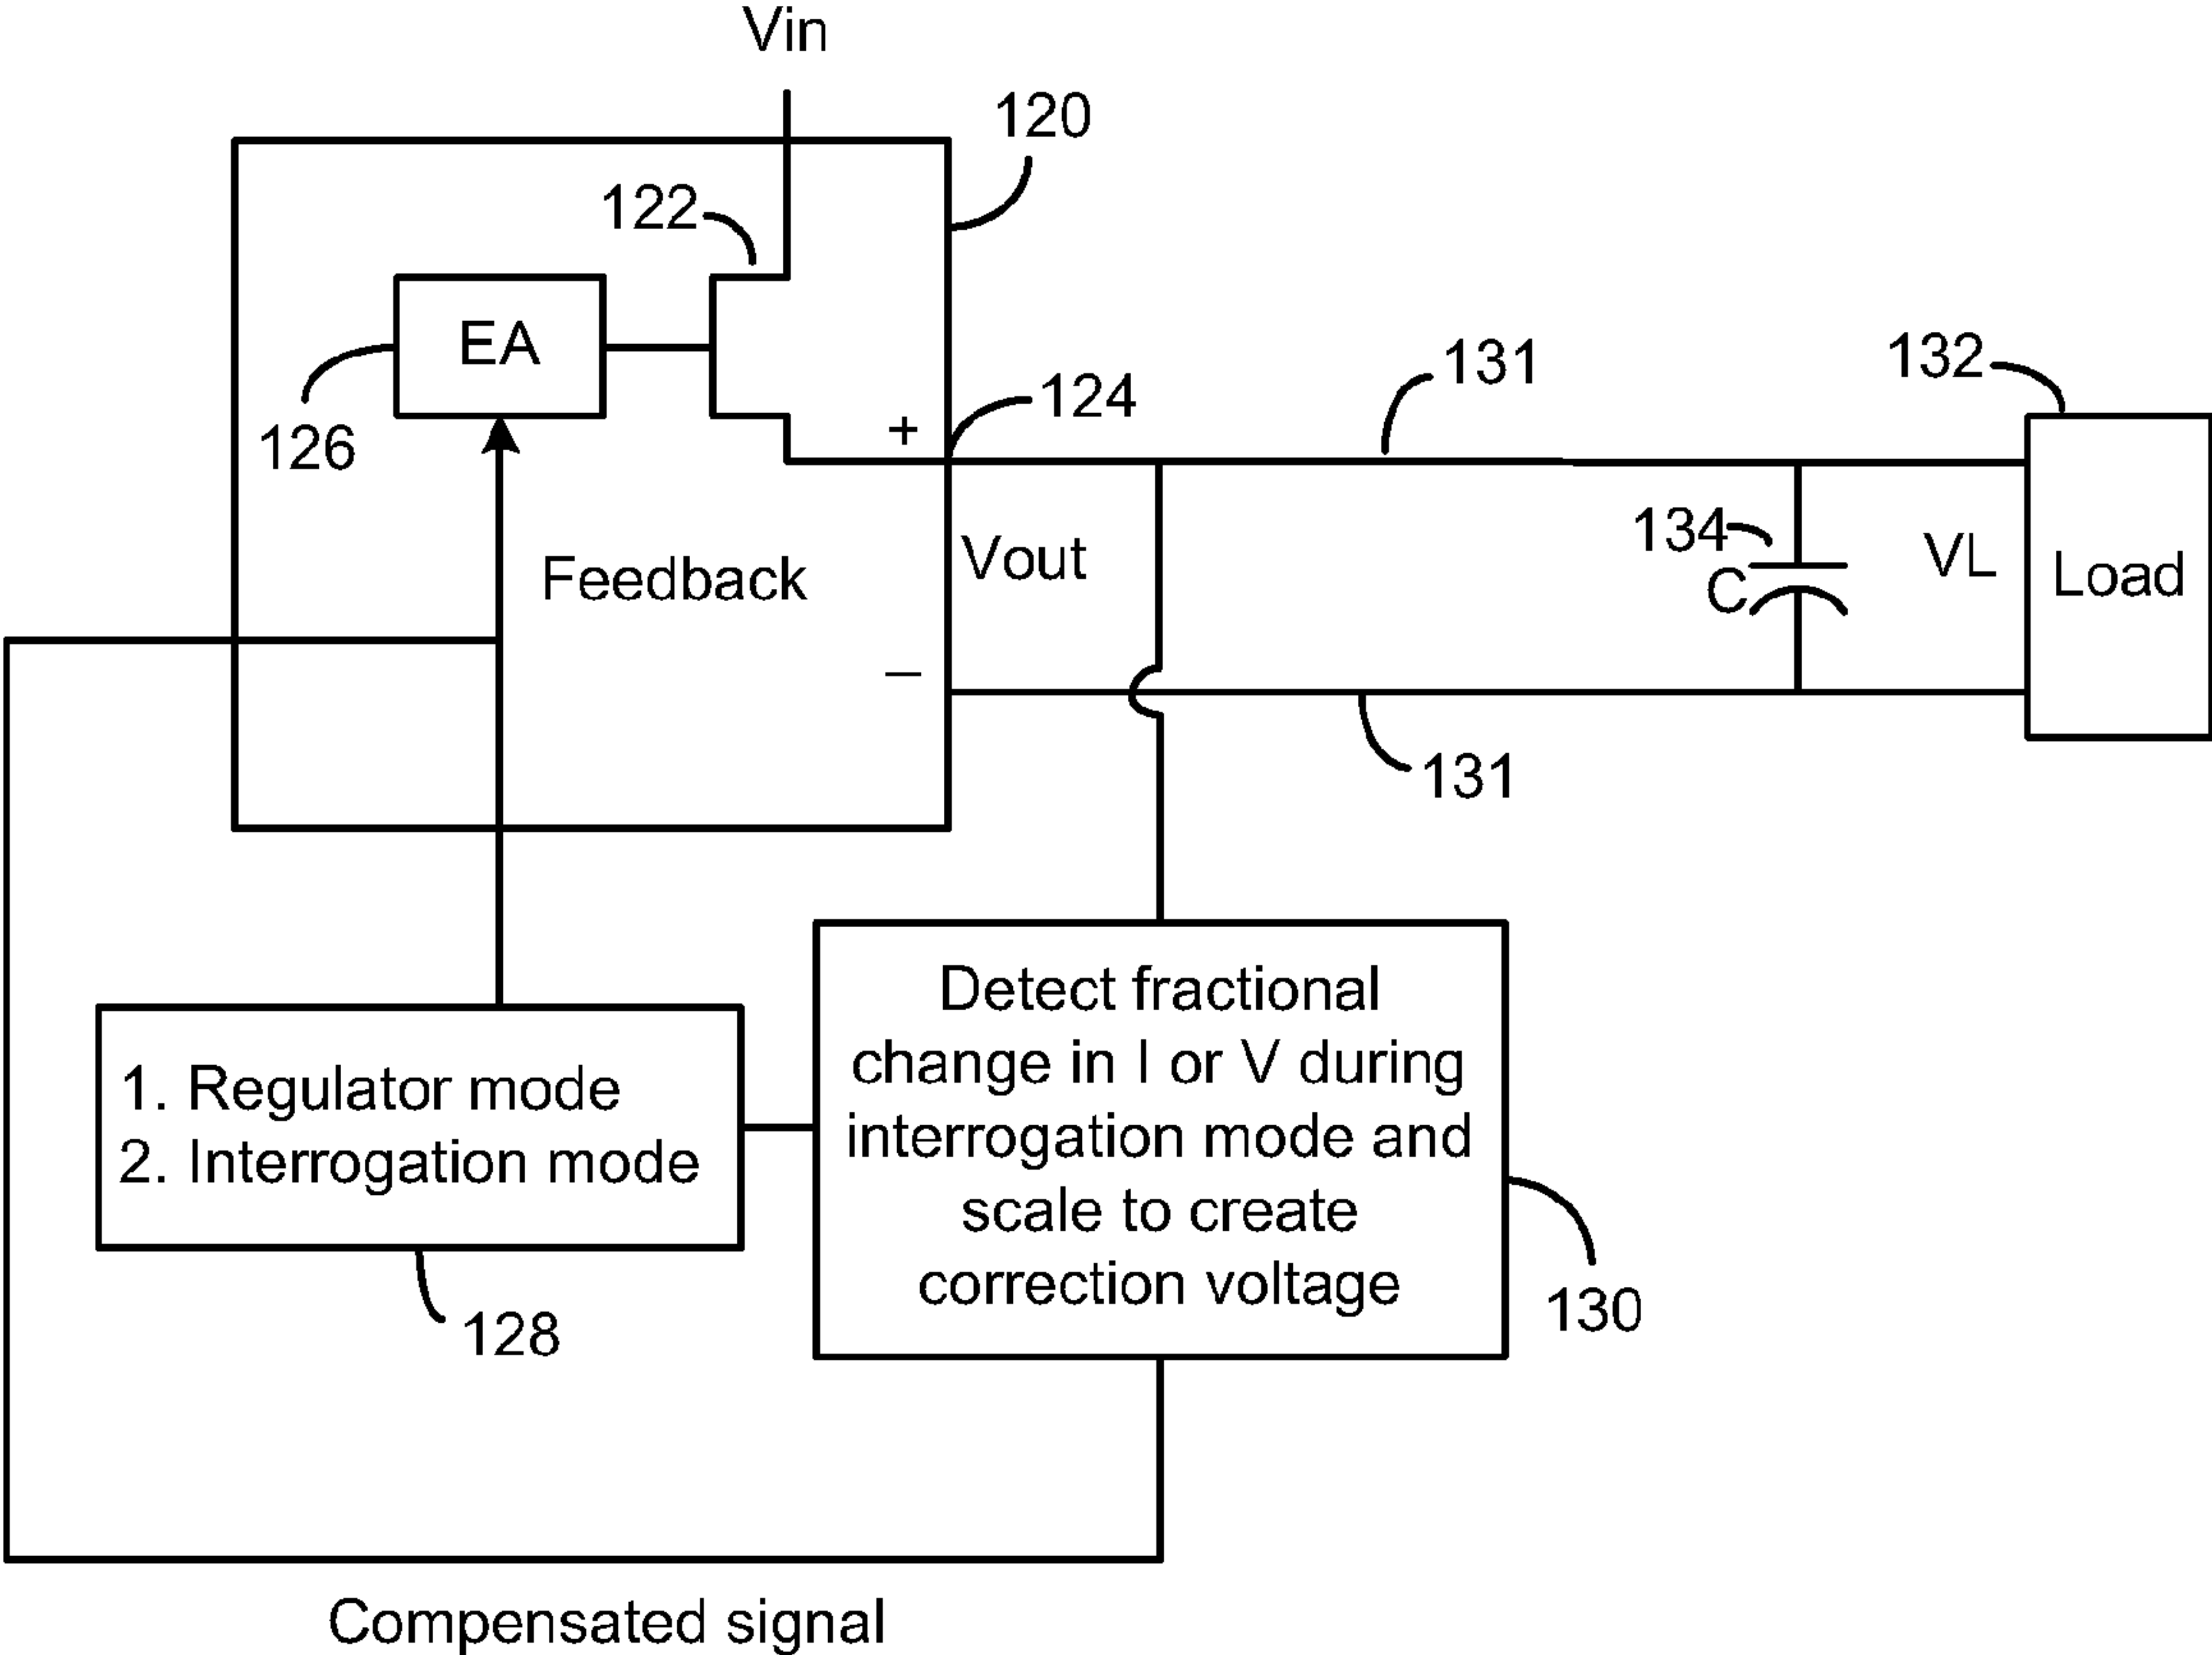 Vin
120
122
EA
126
+
124
131
132
134
C
VL
Load
Feedback
Vout
–
131
1. Regulator mode
2. Interrogation mode
128
Detect fractional
change in I or V during
interrogation mode and
scale to create
correction voltage
130
Compensated signal